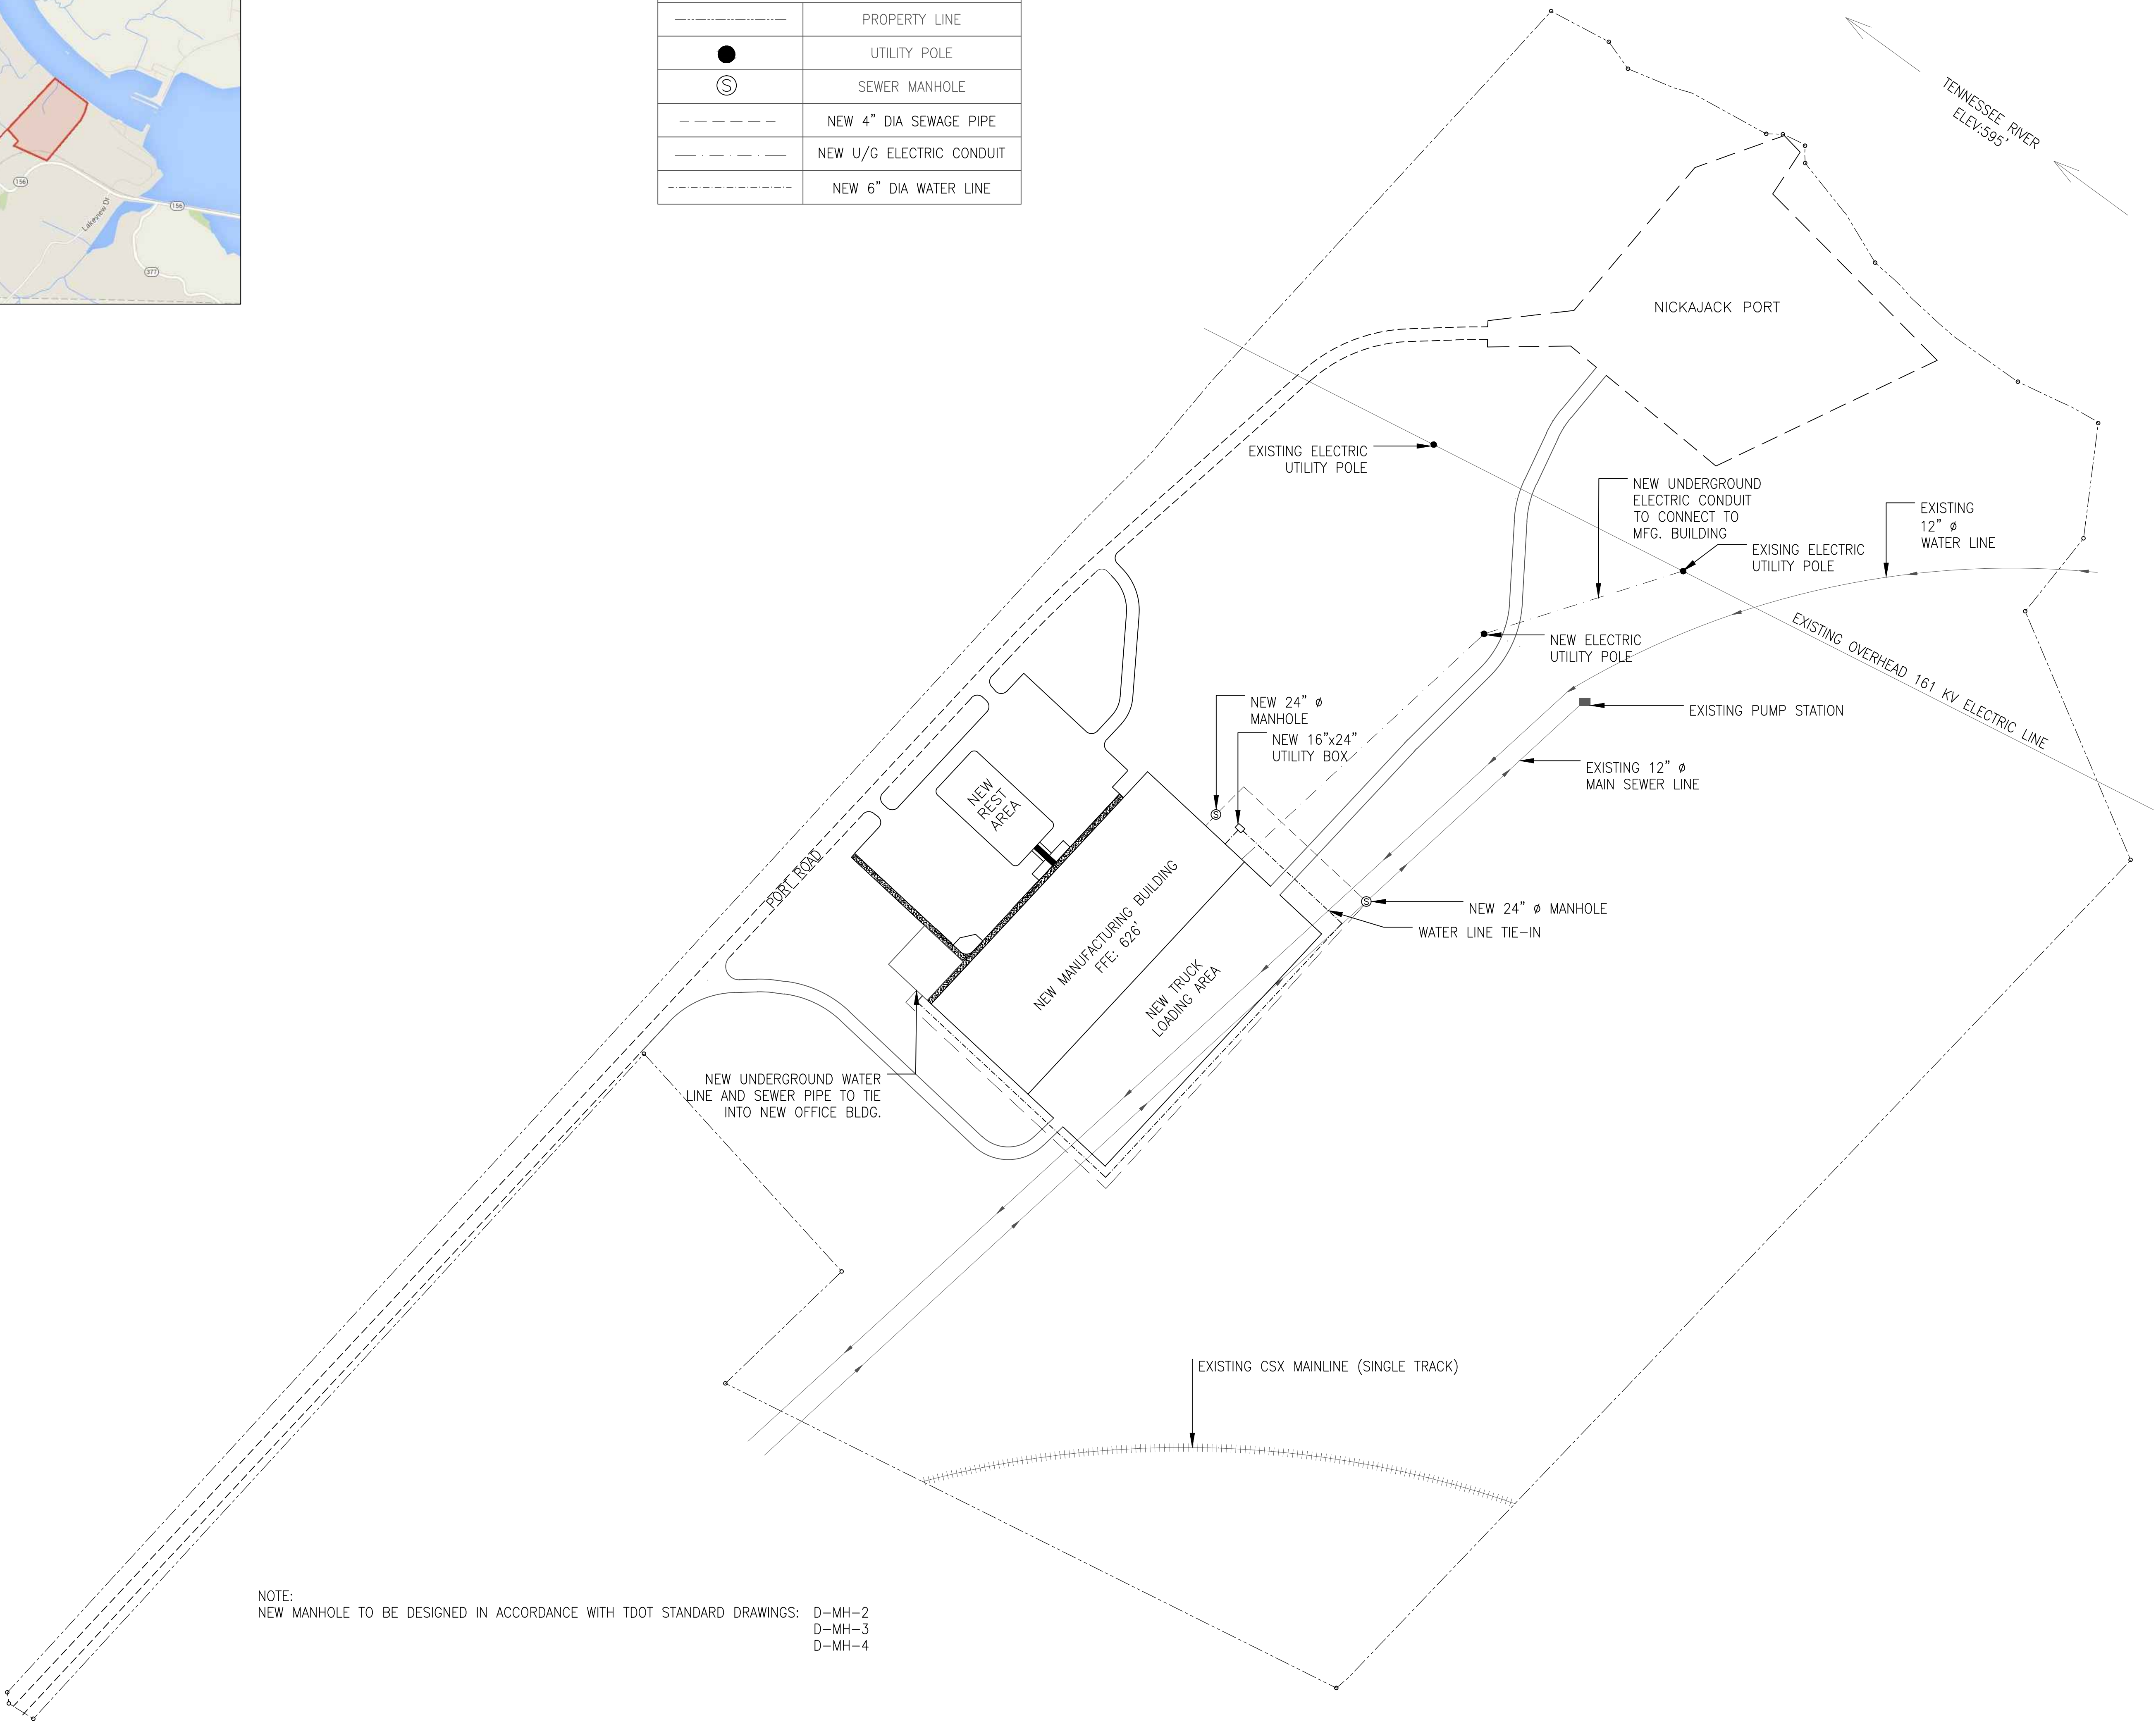 PROPERTY LINE
UTILITY POLE
S
SEWER MANHOLE
NEW 4" DIA SEWAGE PIPE
NEW U/G ELECTRIC CONDUIT
NEW 6" DIA WATER LINE
156
156
Lakeview Dr
377
TENNESSEE RIVER
ELEV:595'
NICKAJACK PORT
EXISTING ELECTRIC
UTILITY POLE
NEW UNDERGROUND
ELECTRIC CONDUIT
TO CONNECT TO
MFG. BUILDING
EXISTING
12" ø
WATER LINE
EXISING ELECTRIC
UTILITY POLE
NEW ELECTRIC
UTILITY POLE
EXISTING OVERHEAD 161 KV ELECTRIC LINE
EXISTING PUMP STATION
NEW 24" ø
MANHOLE
NEW 16"x24"
UTILITY BOX
EXISTING 12" ø
MAIN SEWER LINE
NEW
REST
AREA
S
PORT ROAD
NEW MANUFACTURING BUILDING
FFE: 626'
S
NEW 24" ø MANHOLE
WATER LINE TIE-IN
NEW TRUCK
LOADING AREA
NEW UNDERGROUND WATER
LINE AND SEWER PIPE TO TIE
INTO NEW OFFICE BLDG.
EXISTING CSX MAINLINE (SINGLE TRACK)
NOTE:
NEW MANHOLE TO BE DESIGNED IN ACCORDANCE WITH TDOT STANDARD DRAWINGS: D-MH-2
D-MH-3
D-MH-4